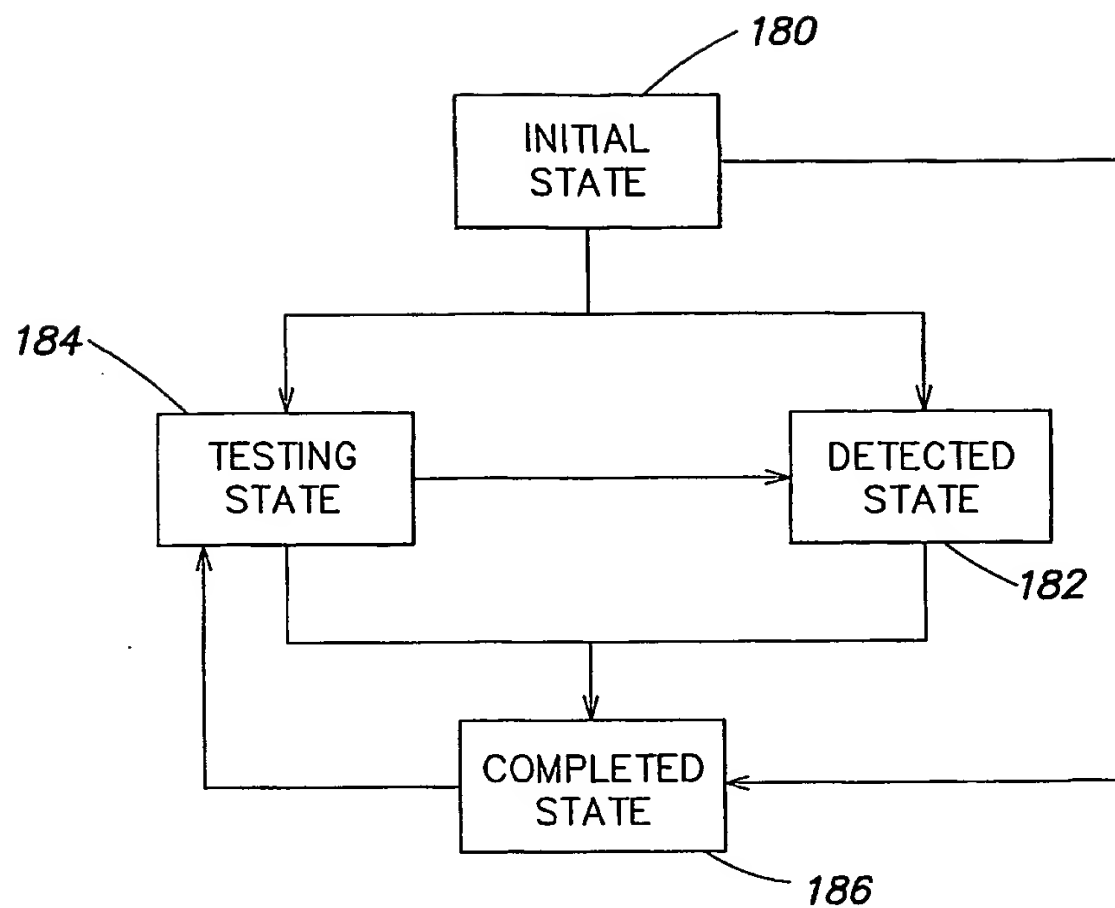 180
INITIAL
STATE
184
TESTING
STATE
DETECTED
STATE
182
COMPLETED
STATE
186